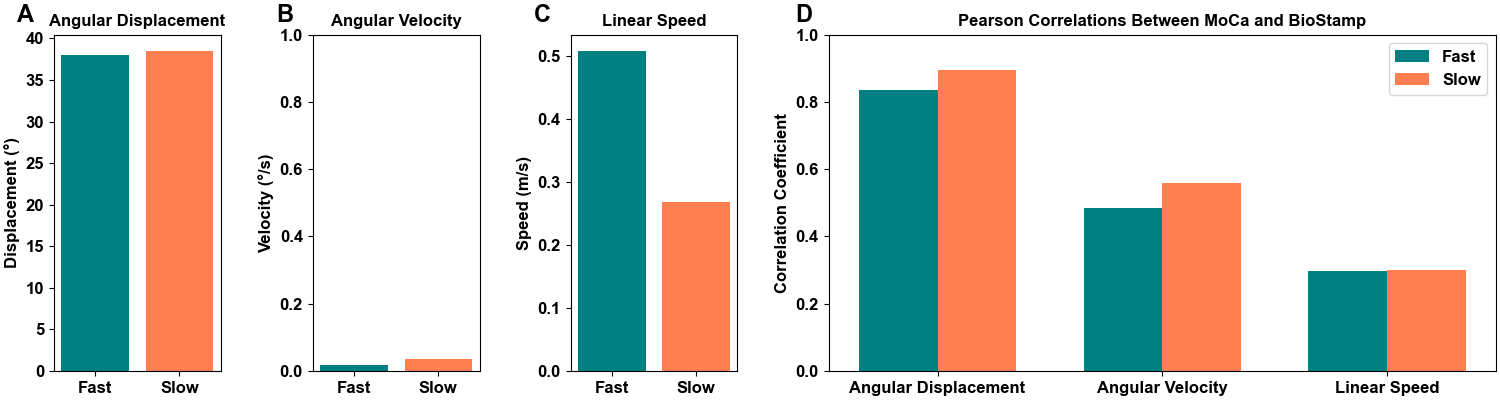 A
Angular Displacement
Displacement (°)
40
35
30
25
20
15
10
5
0
Fast Slow
B
Angular Velocity
Velocity (°/s)
1.0
0.8
0.6
0.4
0.2
0.0
Fast Slow
C
Linear Speed
Speed (m/s)
0.5
0.4
0.3
0.2
0.1
0.0
Fast Slow
D
Pearson Correlations Between MoCa and BioStamp
Correlation Coefficient
1.0
0.8
0.6
0.4
0.2
0.0
Fast
Slow
Angular Displacement Angular Velocity Linear Speed